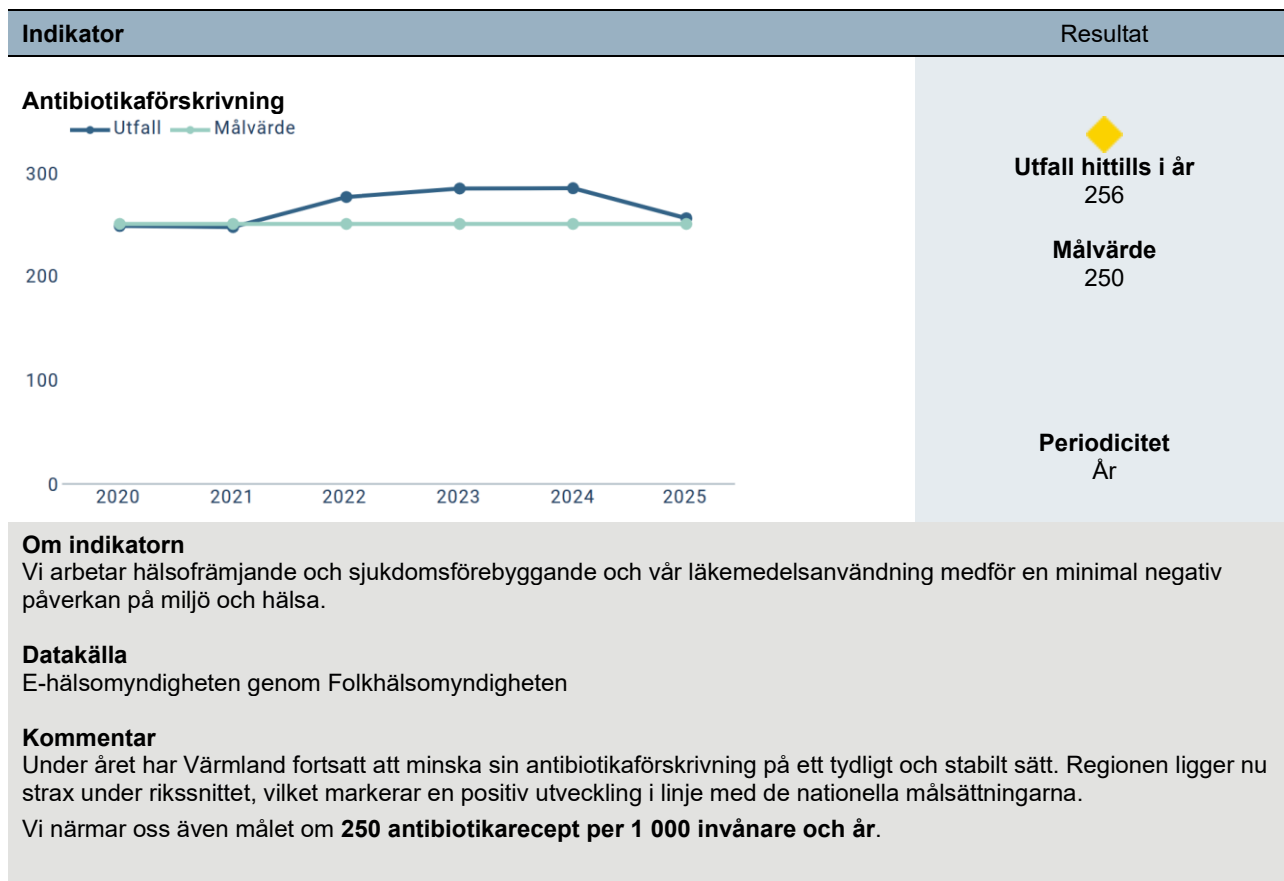 Indikator Resultat
Antibiotikaförskrivning
Utfall Målvärde
300
200
100
0
2020 2021 2022 2023 2024 2025
Utfall hittills i år
256
Målvärde
250
Periodicitet
År
Om indikatorn
Vi arbetar hälsofrämjande och sjukdomsförebyggande och vår läkemedelsanvändning medför en minimal negativ
påverkan på miljö och hälsa.
Datakälla
E-hälsomyndigheten genom Folkhälsomyndigheten
Kommentar
Under året har Värmland fortsatt att minska sin antibiotikaförskrivning på ett tydligt och stabilt sätt. Regionen ligger nu
strax under rikssnittet, vilket markerar en positiv utveckling i linje med de nationella målsättningarna.
Vi närmar oss även målet om 250 antibiotikarecept per 1 000 invånare och år.